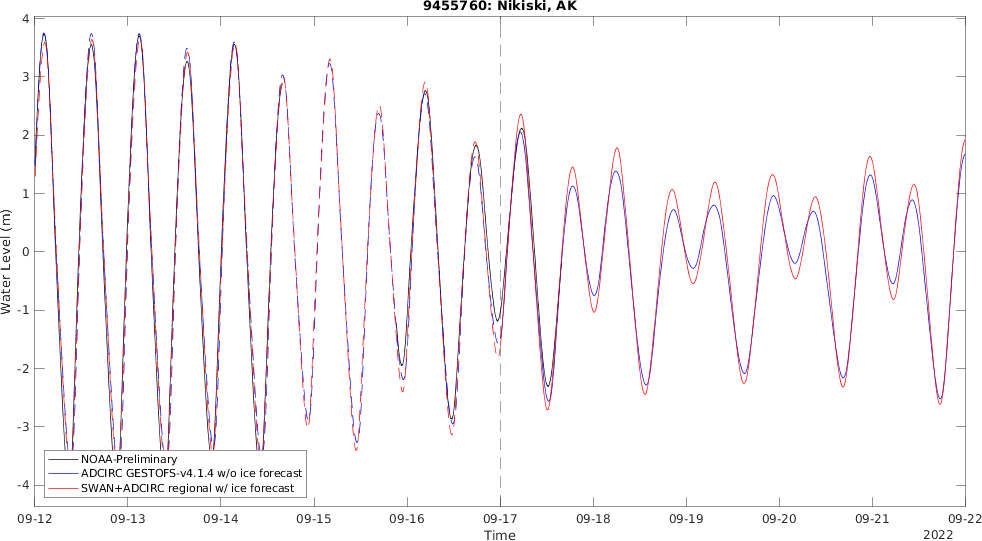 9455760: Nikiski, AK
4
3
2
1
0
-1
-2
-3
-4
Water Level (m)
NOAA-Preliminary
ADCIRC GESTOFS-v4.1.4 w/o ice forecast
SWAN+ADCIRC regional w/ ice forecast
09-12 09-13 09-14 09-15 09-16 09-17 09-18 09-19 09-20 09-21 09-22
Time
2022